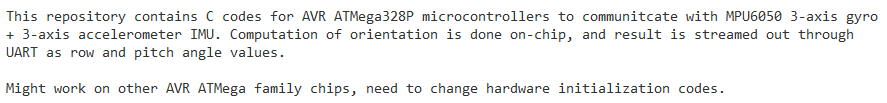 This repository contains C codes for AVR ATMega328P microcontrollers to communitcate with MPU6050 3-axis gyro
+ 3-axis accelerometer IMU. Computation of orientation is done on-chip, and result is streamed out through
UART as row and pitch angle values.

Might work on other AVR ATMega family chips, need to change hardware initialization codes.